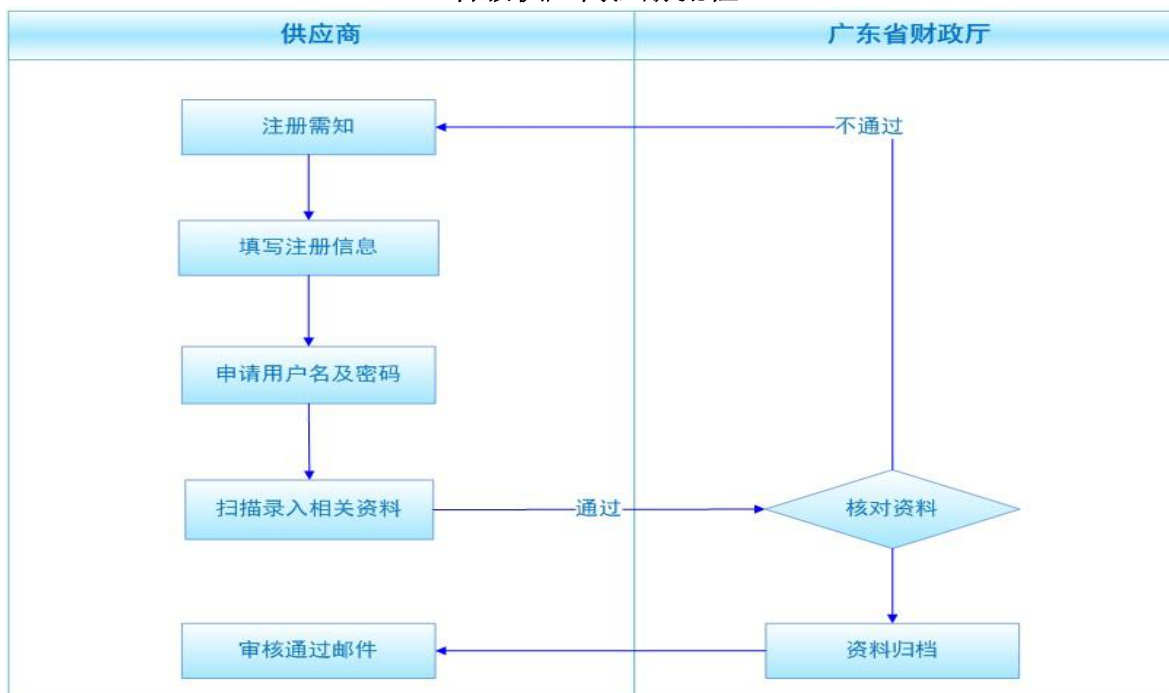 供应商
广东省财政厅
注册需知
不通过
填写注册信息
申请用户名及密码
扫描录入相关资料
通过
核对资料
审核通过邮件
资料归档